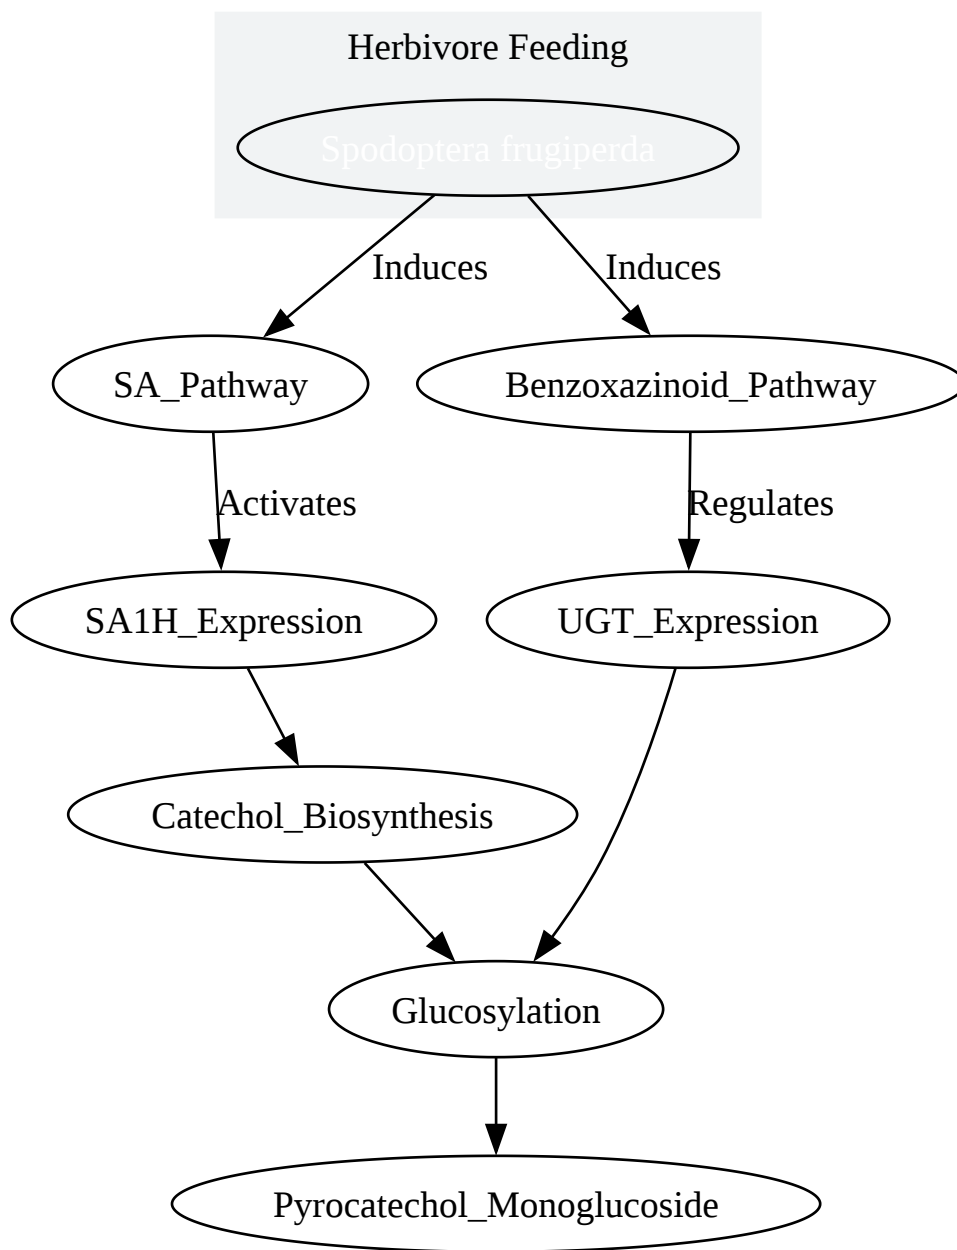 Herbivore Feeding
Spodoptera frugiperda
Induces
Induces
SA_Pathway
Benzoxazinoid_Pathway
Activates
Regulates
SA1H_Expression
UGT_Expression
Catechol_Biosynthesis
Glucosylation
Pyrocatechol_Monoglucoside